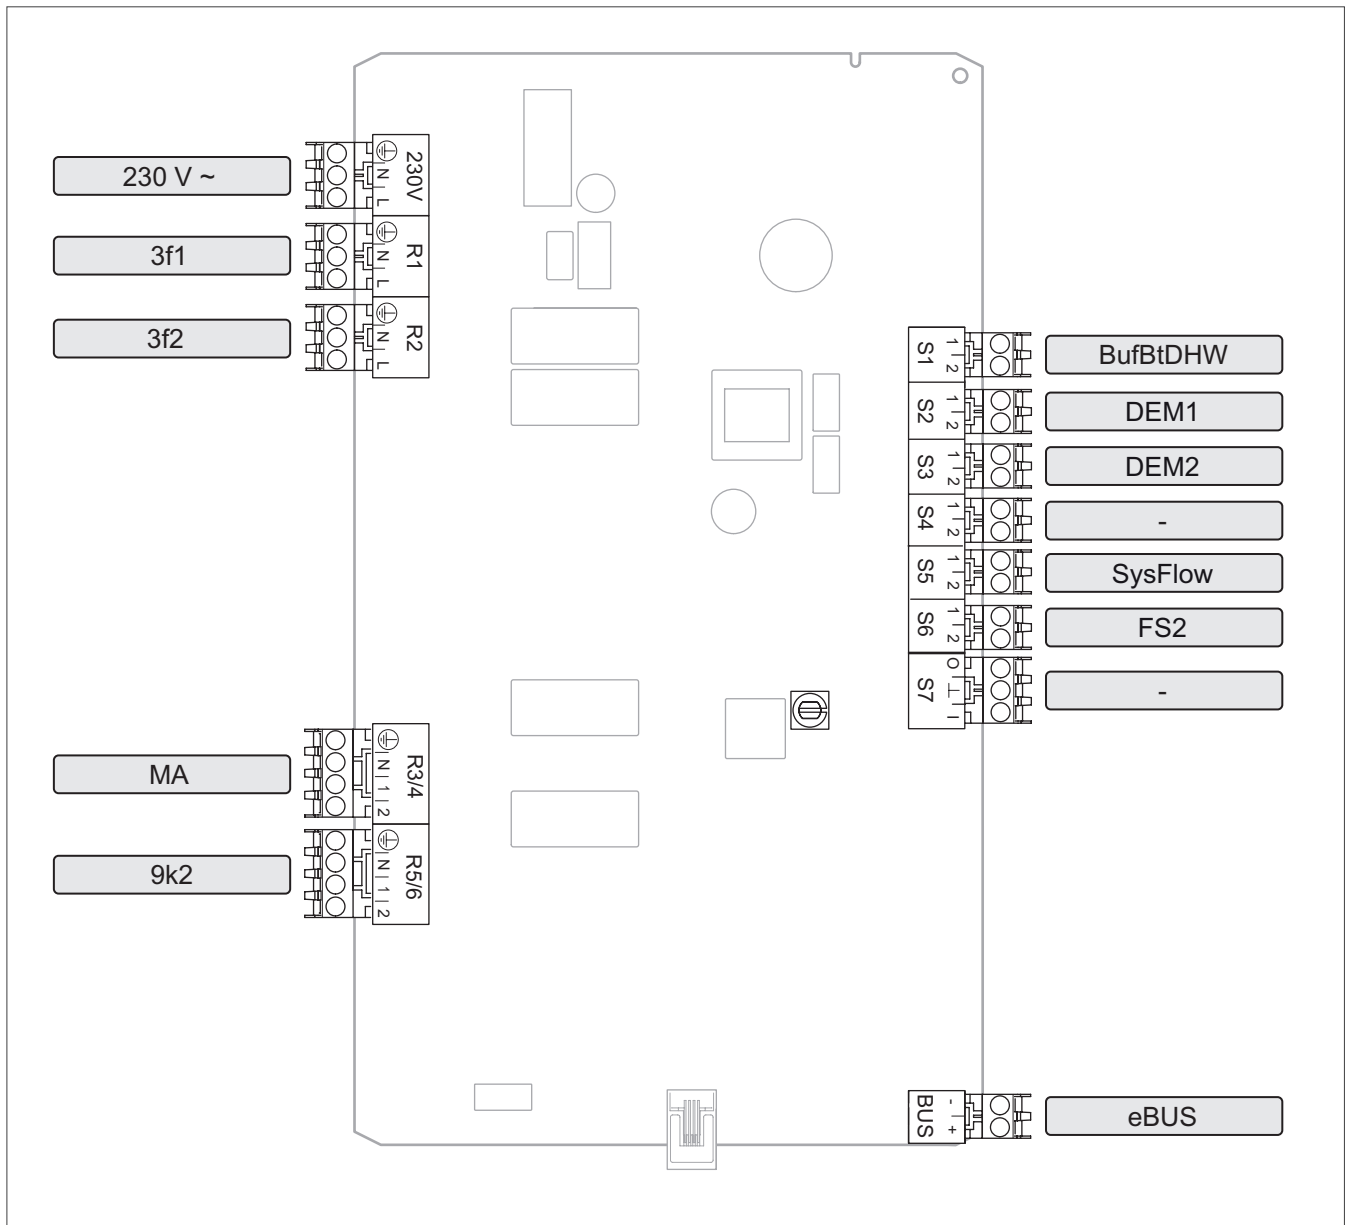 230 V ~
N
L
230V
3f1
N
L
R1
3f2
N
L
R2
S1
1
2
BufBtDHW
S2
1
2
DEM1
S3
1
2
DEM2
S4
1
2
-
S5
1
2
SysFlow
S6
1
2
FS2
S7
O
I
-
MA
N
1
2
R3/4
9k2
N
1
2
R5/6
BUS
-
+
eBUS